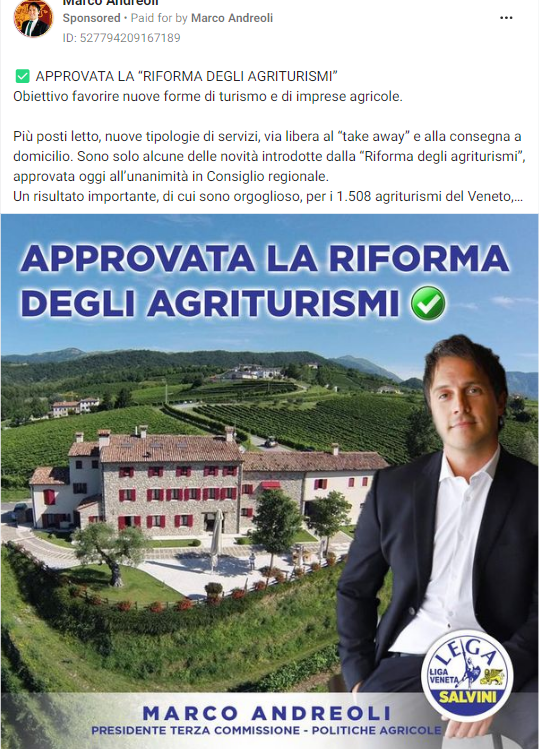 Marco Andreoli
Sponsored • Paid for by Marco Andreoli
ID: 527794209167189
✅ APPROVATA LA “RIFORMA DEGLI AGRITURISMI”
Obiettivo favorire nuove forme di turismo e di imprese agricole.
Più posti letto, nuove tipologie di servizi, via libera al “take away” e alla consegna a
domicilio. Sono solo alcune delle novità introdotte dalla “Riforma degli agriturismi”,
approvata oggi all’unanimità in Consiglio regionale.
Un risultato importante, di cui sono orgoglioso, per i 1.508 agriturismi del Veneto,...
APPROVATA LA RIFORMA
DEGLI AGRITURISMI
LEGA
LIGA
VENETA
SALVINI
MARCO ANDREOLI
PRESIDENTE TERZA COMMISSIONE - POLITICHE AGRICOLE